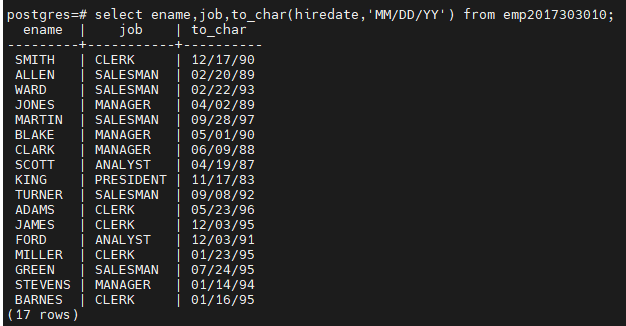 postgres=# select ename,job,to_char(hiredate,'MM/DD/YY') from emp2017303010;
  ename  |    job    | to_char
---------+-----------+----------
 SMITH   | CLERK     | 12/17/90
 ALLEN   | SALESMAN  | 02/20/89
 WARD    | SALESMAN  | 02/22/93
 JONES   | MANAGER   | 04/02/89
 MARTIN  | SALESMAN  | 09/28/97
 BLAKE   | MANAGER   | 05/01/90
 CLARK   | MANAGER   | 06/09/88
 SCOTT   | ANALYST   | 04/19/87
 KING    | PRESIDENT | 11/17/83
 TURNER  | SALESMAN  | 09/08/92
 ADAMS   | CLERK     | 05/23/96
 JAMES   | CLERK     | 12/03/95
 FORD    | ANALYST   | 12/03/91
 MILLER  | CLERK     | 01/23/95
 GREEN   | SALESMAN  | 07/24/95
 STEVENS | MANAGER   | 01/14/94
 BARNES  | CLERK     | 01/16/95
(17 rows)